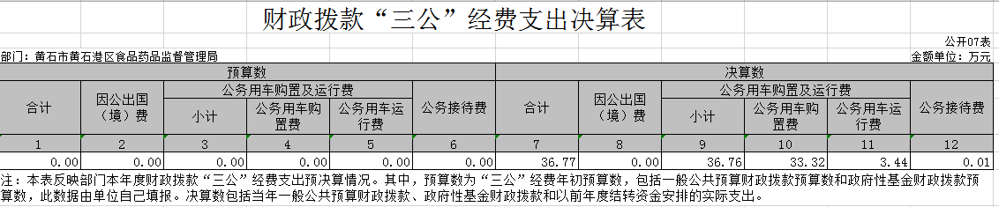 财政拨款“三公”经费支出决算表
公开07表
部门：黄石市黄石港区食品药品监督管理局 金额单位：万元
预算数 决算数
合计 因公出国（境）费 公务用车购置及运行费 公务接待费 合计 因公出国（境）费 公务用车购置及运行费 公务接待费
小计 公务用车购置费 公务用车运行费 小计 公务用车购置费 公务用车运行费
1 2 3 4 5 6 7 8 9 10 11 12
0.00 0.00 0.00 0.00 0.00 0.00 36.77 0.00 36.76 33.32 3.44 0.01
注：本表反映部门本年度财政拨款“三公”经费支出预决算情况。其中，预算数为“三公”经费年初预算数，包括一般公共预算财政拨款预算数和政府性基金财政拨款预
算数，此数据由单位自己填报。决算数包括当年一般公共预算财政拨款、政府性基金财政拨款和以前年度结转资金安排的实际支出。